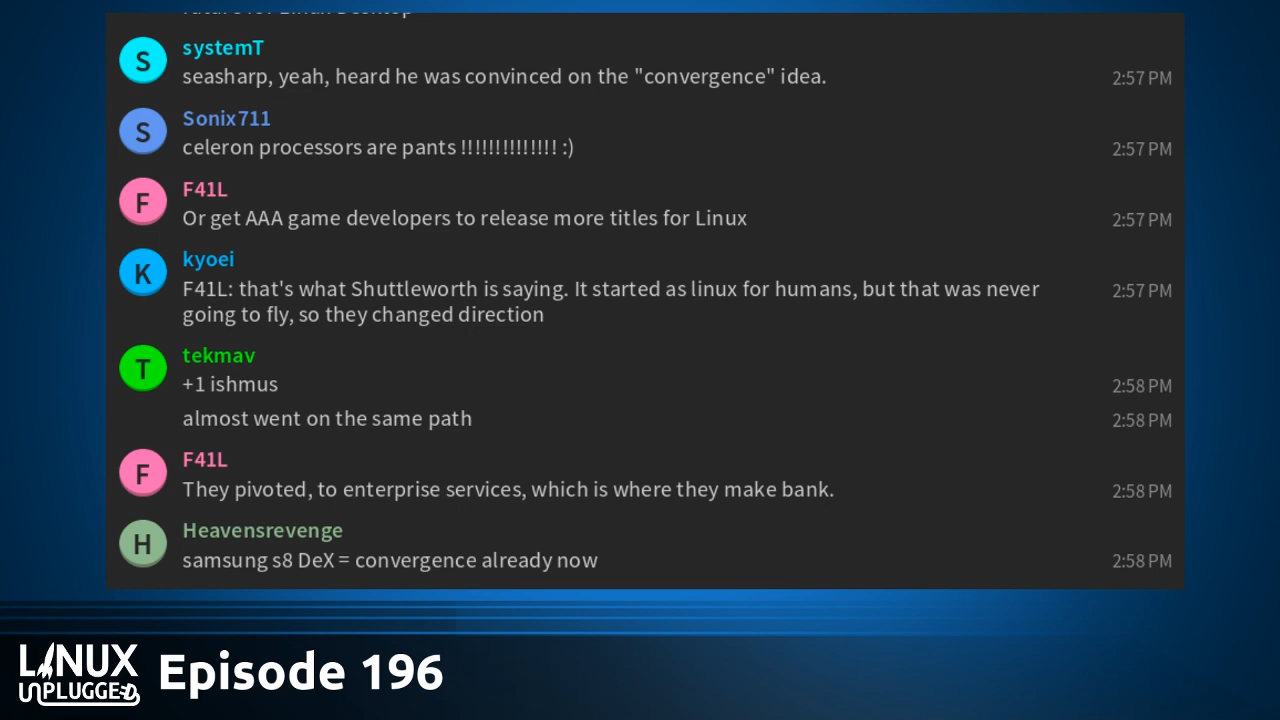 future for Linux Desktop
S
systemT
seasharp, yeah, heard he was convinced on the "convergence" idea.
2:57 PM
S
Sonix711
celeron processors are pants !!!!!!!!!!!!!! :)
2:57 PM
F
F41L
Or get AAA game developers to release more titles for Linux
2:57 PM
K
kyoei
F41L: that's what Shuttleworth is saying. It started as linux for humans, but that was never
2:57 PM
going to fly, so they changed direction
T
tekmav
+1 ishmus
2:58 PM
almost went on the same path
2:58 PM
F
F41L
They pivoted, to enterprise services, which is where they make bank.
2:58 PM
H
Heavensrevenge
samsung s8 DeX = convergence already now
2:58 PM
LINUX
UNPLUGGED
Episode 196